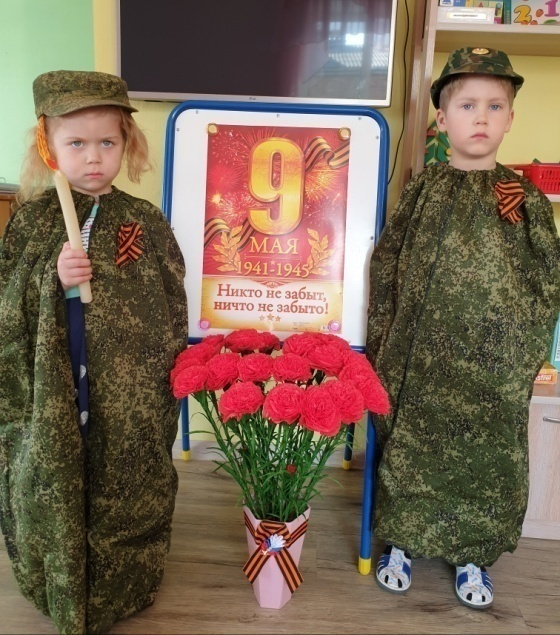 9
МАЯ
1941-1945
Никто не забыт,
ничто не забыто!